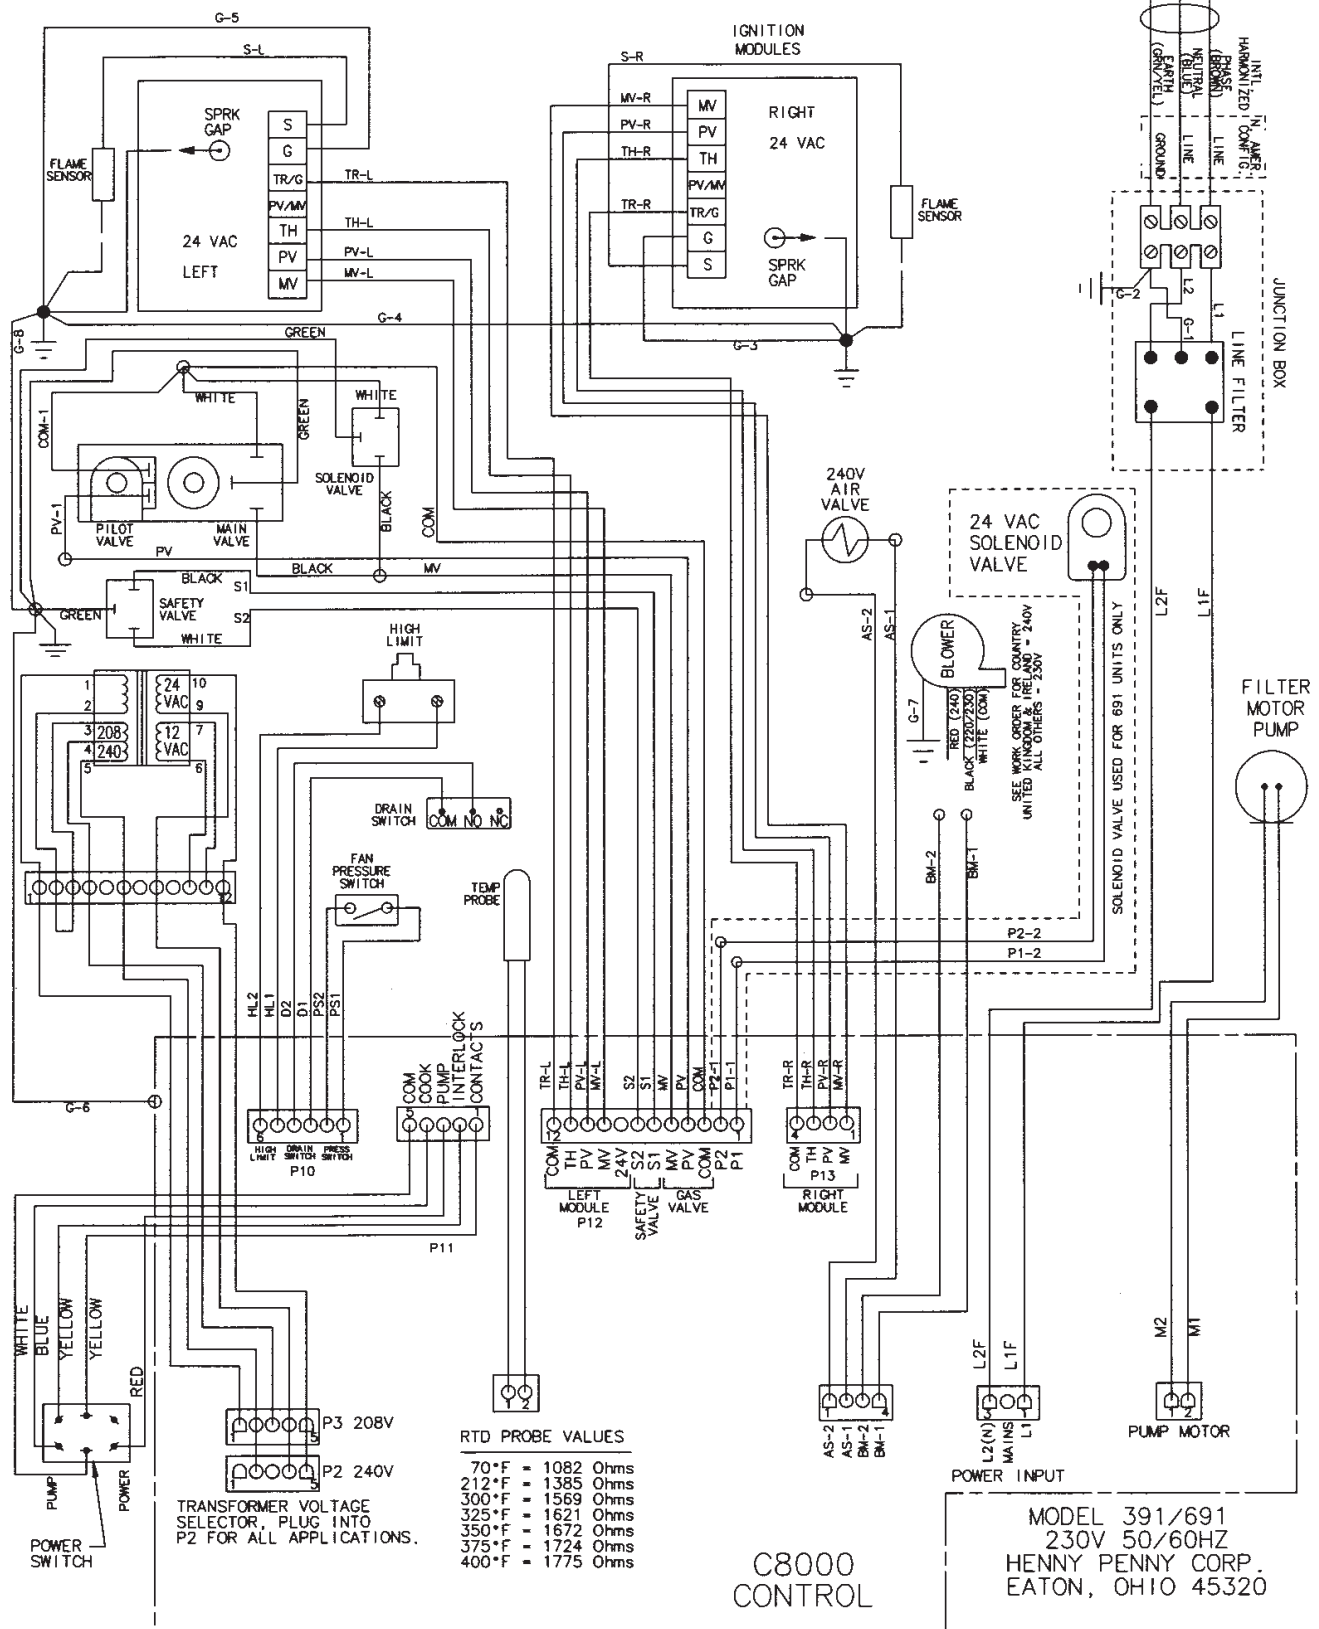 G-5
S-L
SPRK
GAP
FLAME
SENSOR
S
G
TR/G
PV/MV
TH
PV
MV
24 VAC
LEFT
TR-L
TH-L
PV-L
MV-L
IGNITION
MODULES
S-R
MV-R
PV-R
TH-R
TR-R
MV
PV
TH
PV/MV
TR/G
G
S
RIGHT
24 VAC
SPRK
GAP
FLAME
SENSOR
INTL
HARMONIZED
PHASE
(BROWN)
NEUTRAL
(BLUE)
EARTH
(GRN/YEL)
N. AMER.
CONFIG.
GROUND
LINE
LINE
G-2
L2
G-1
L1
LINE FILTER
JUNCTION BOX
G-8
G-4
G-3
GREEN
WHITE
WHITE
COM-1
GREEN
SOLENOID
VALVE
BLACK
COM
PV-1
PILOT
VALVE
MAIN
VALVE
PV
BLACK
MV
BLACK
S1
GREEN
SAFETY
VALVE
S2
WHITE
240V
AIR
VALVE
24 VAC
SOLENOID
VALVE
AS-2
AS-1
L2F
L1F
SOLENOID VALVE USED FOR 691 UNITS ONLY
HIGH
LIMIT
BLOWER
G-7
RED (240)
BLACK (220/230)
WHITE (COM)
SEE WORK ORDER FOR COUNTRY
UNITED KINGDOM & IRELAND - 240V
ALL OTHERS - 230V
FILTER
MOTOR
PUMP
1
2
3
4
5
208
240
24
VAC
12
VAC
10
9
7
6
DRAIN
SWITCH
COM NO NC
FAN
PRESSURE
SWITCH
TEMP
PROBE
1
12
BM-2
BM-1
P2-2
P1-2
HL2
HL1
D2
D1
PS2
PS1
COM
COOK
PUMP
INTERLOCK
CONTACTS
TR-L
TH-L
PV-L
MV-L
S2
S1
MV
PV
COM
P2-1
P1-1
TR-R
TH-R
PV-R
MV-R
G-6
6
1
HIGH
LIMIT
DRAIN
SWITCH
PRESS
SWITCH
P10
5
1
P11
12
1
COM
TH
PV
MV
24V
S2
S1
MV
PV
COM
P2
P1
LEFT
MODULE
P12
SAFETY
VALVE
GAS
VALVE
4
1
COM
TH
PV
MV
P13
RIGHT
MODULE
WHITE
BLUE
YELLOW
YELLOW
RED
PUMP
POWER
POWER
SWITCH
1
5
P3 208V
1
5
P2 240V
TRANSFORMER VOLTAGE
SELECTOR, PLUG INTO
P2 FOR ALL APPLICATIONS.
1 2
RTD PROBE VALUES
70°F = 1082 Ohms
212°F = 1385 Ohms
300°F = 1569 Ohms
325°F = 1621 Ohms
350°F = 1672 Ohms
375°F = 1724 Ohms
400°F = 1775 Ohms
1
4
AS-2
AS-1
BM-2
BM-1
L2F
L1F
3
1
L2(N)
MAINS
L1
POWER INPUT
M2
M1
1 2
PUMP MOTOR
C8000
CONTROL
MODEL 391/691
230V 50/60HZ
HENNY PENNY CORP.
EATON, OHIO 45320